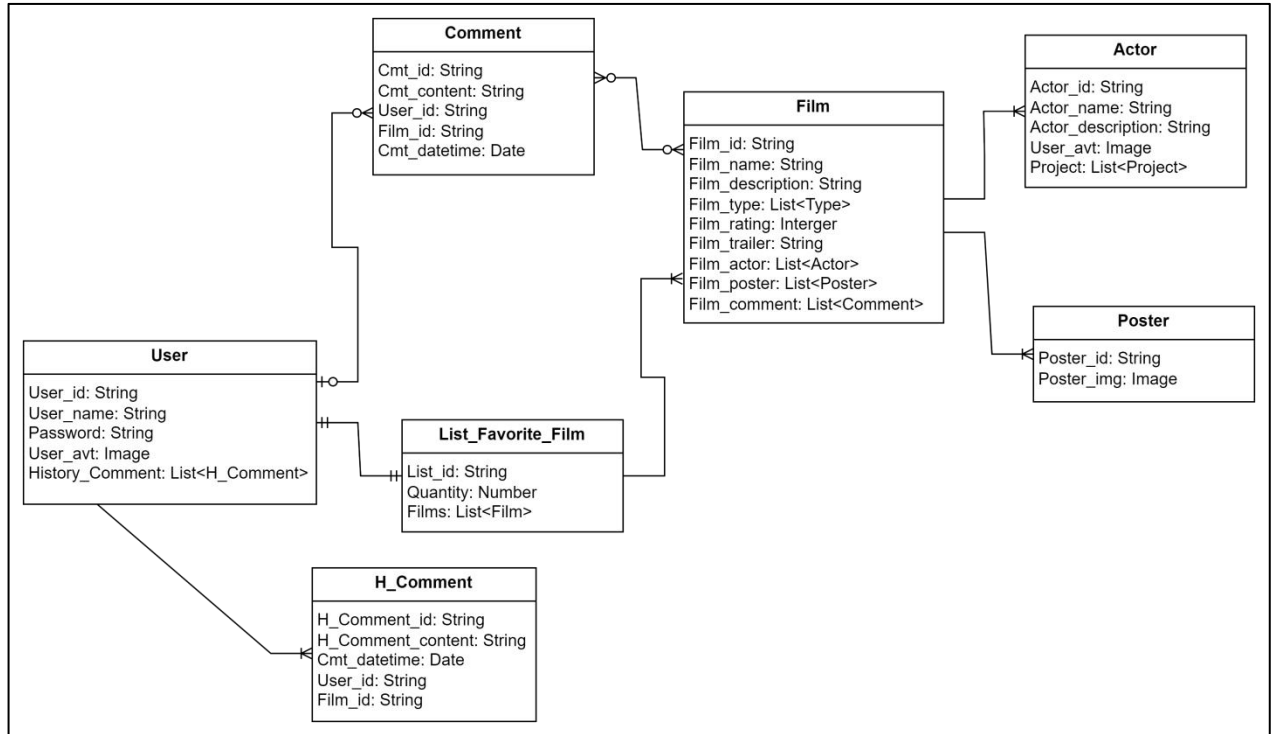 Comment
Cmt_id: String
Cmt_content: String
User_id: String
Film_id: String
Cmt_datetime: Date
Actor
Actor_id: String
Actor_name: String
Actor_description: String
User_avt: Image
Project: List<Project>
Film
Film_id: String
Film_name: String
Film_description: String
Film_type: List<Type>
Film_rating: Interger
Film_trailer: String
Film_actor: List<Actor>
Film_poster: List<Poster>
Film_comment: List<Comment>
Poster
Poster_id: String
Poster_img: Image
User
User_id: String
User_name: String
Password: String
User_avt: Image
History_Comment: List<H_Comment>
List_Favorite_Film
List_id: String
Quantity: Number
Films: List<Film>
H_Comment
H_Comment_id: String
H_Comment_content: String
Cmt_datetime: Date
User_id: String
Film_id: String